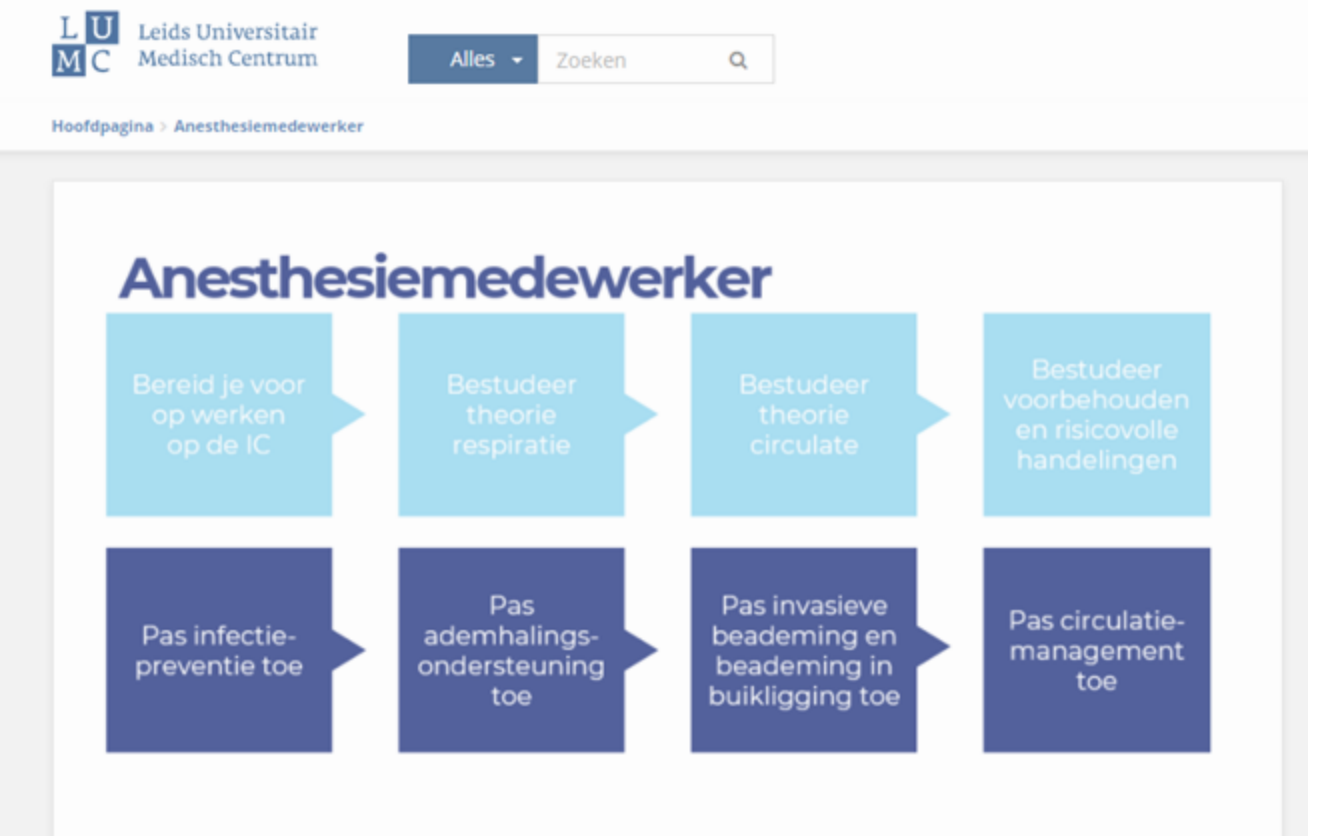 L U
M C
Leids Universitair
Medisch Centrum
Alles
Zoeken
Hoofdpagina > Anesthesiemedewerker
Anesthesiemedewerker
Bereid je voor
op werken
op de IC
Bestudeer
theorie
respiratie
Bestudeer
theorie
circulate
Bestudeer
voorbehouden
en risicovolle
handelingen
Pas infectie-
preventie toe
Pas
ademhalings-
ondersteuning
toe
Pas invasieve
beademing en
beademing in
buikligging toe
Pas circulatie-
management
toe